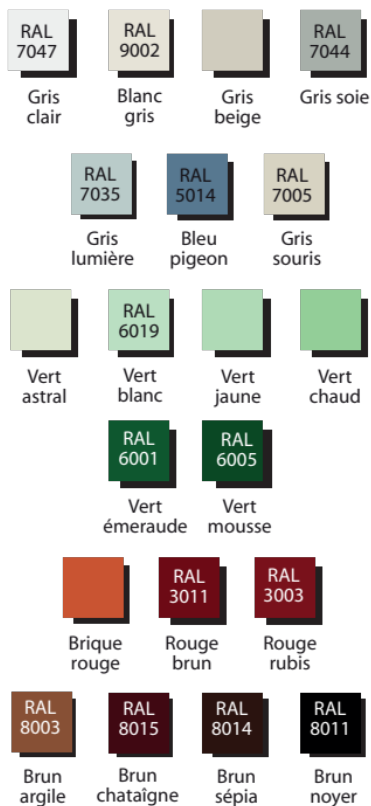 RAL
7047
RAL
9002
RAL
7044
Gris
clair
Blanc
gris
Gris
beige
Gris soie
RAL
7035
RAL
5014
RAL
7005
Gris
lumière
Bleu
pigeon
Gris
souris
RAL
6019
Vert
astral
Vert
blanc
Vert
jaune
Vert
chaud
RAL
6001
RAL
6005
Vert
émeraude
Vert
mousse
RAL
3011
RAL
3003
Brique
rouge
Rouge
brun
Rouge
rubis
RAL
8003
RAL
8015
RAL
8014
RAL
8011
Brun
argile
Brun
chataîgne
Brun
sépia
Brun
noyer